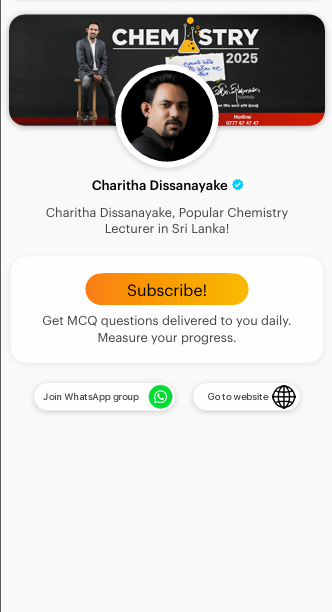 CHEMISTRY
2025
Hotline
0777 67 47 47
Charitha Dissanayake
Charitha Dissanayake, Popular Chemistry
Lecturer in Sri Lanka!
Subscribe!
Get MCQ questions delivered to you daily.
Measure your progress.
Join WhatsApp group
Go to website